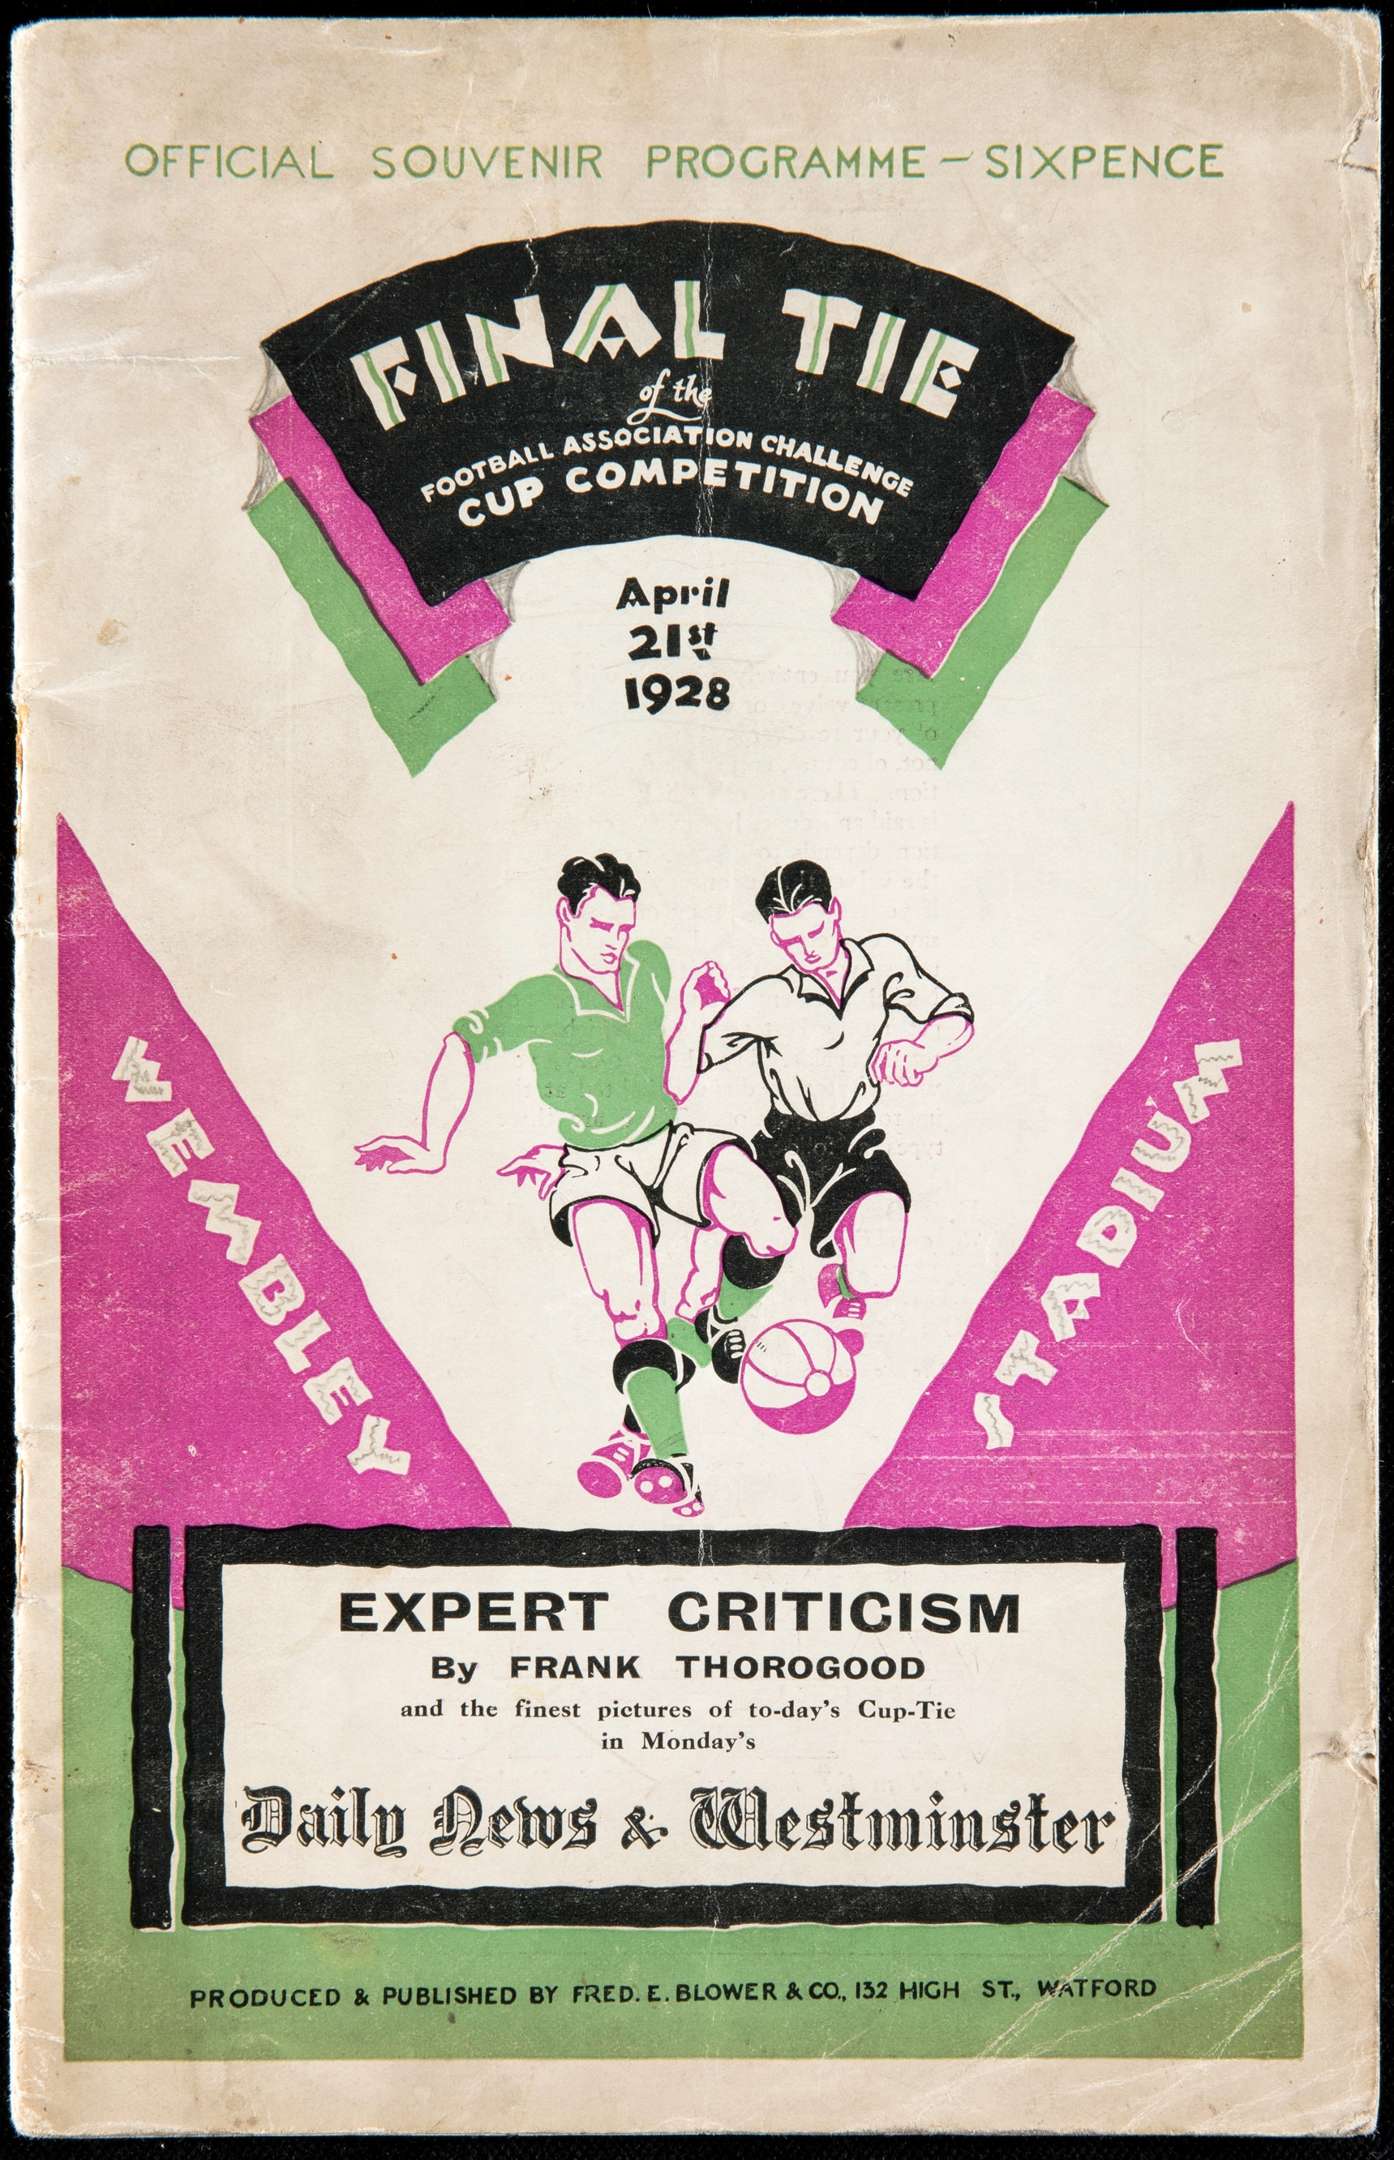 OFFICIAL SOUVENIR PROGRAMME — SIXPENCE
FINAL TIE
of the
FOOTBALL ASSOCIATION CHALLENGE
CUP COMPETITION
April
21st
1928
WEMBLEY
STADIUM
EXPERT CRITICISM
By FRANK THOROGOOD
and the finest pictures of to-day's Cup-Tie
in Monday's
Daily News & Westminster
PRODUCED & PUBLISHED BY FRED. E. BLOWER & CO., 132 HIGH ST., WATFORD